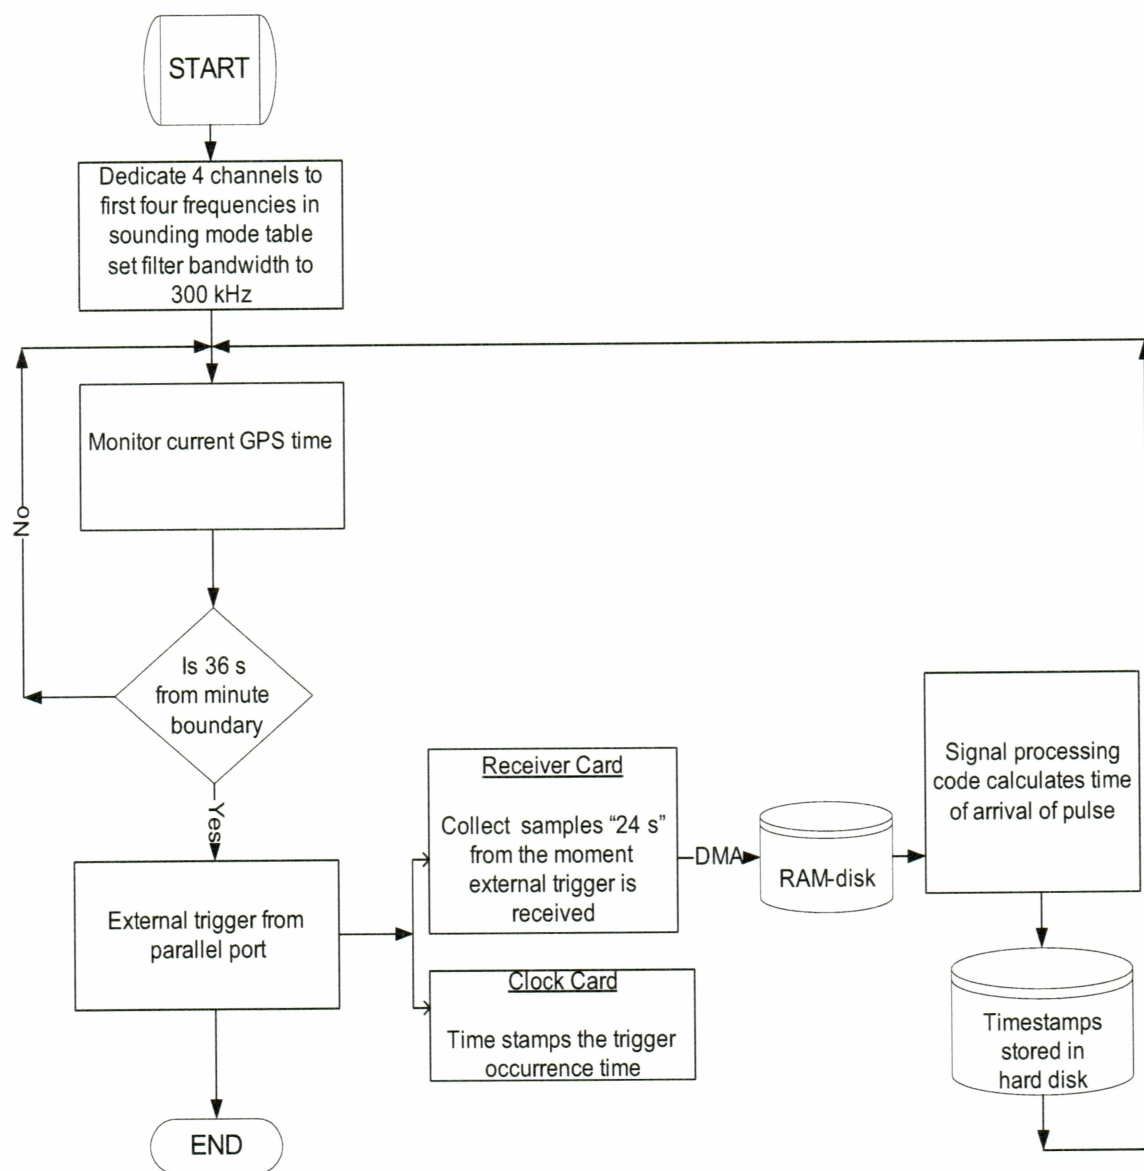 START
Dedicate 4 channels to
first four frequencies in
sounding mode table
set filter bandwidth to
300 kHz
Monitor current GPS time
No
Is 36 s
from minute
boundary
Yes
External trigger from
parallel port
END
Receiver Card
Collect samples “24 s”
from the moment
external trigger is
received
Clock Card
Time stamps the trigger
occurrence time
DMA
RAM-disk
Signal processing
code calculates time
of arrival of pulse
Timestamps
stored in
hard disk